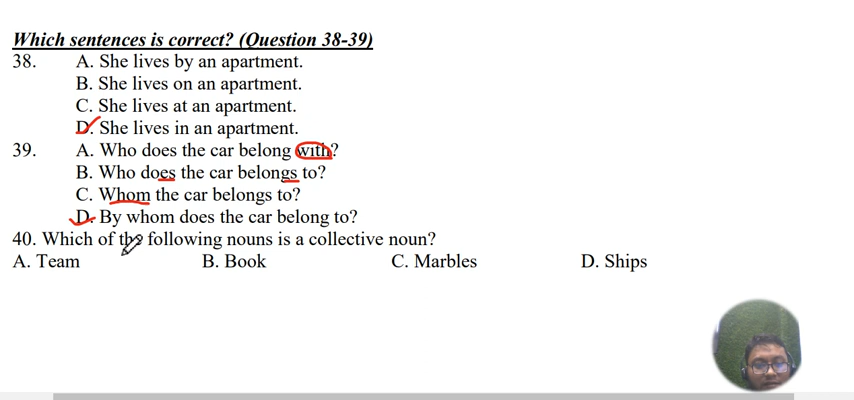 Which sentences is correct? (Question 38-39)
38. A. She lives by an apartment.
B. She lives on an apartment.
C. She lives at an apartment.
D. She lives in an apartment.
39. A. Who does the car belong with?
B. Who does the car belongs to?
C. Whom the car belongs to?
D. By whom does the car belong to?
40. Which of the following nouns is a collective noun?
A. Team B. Book C. Marbles D. Ships